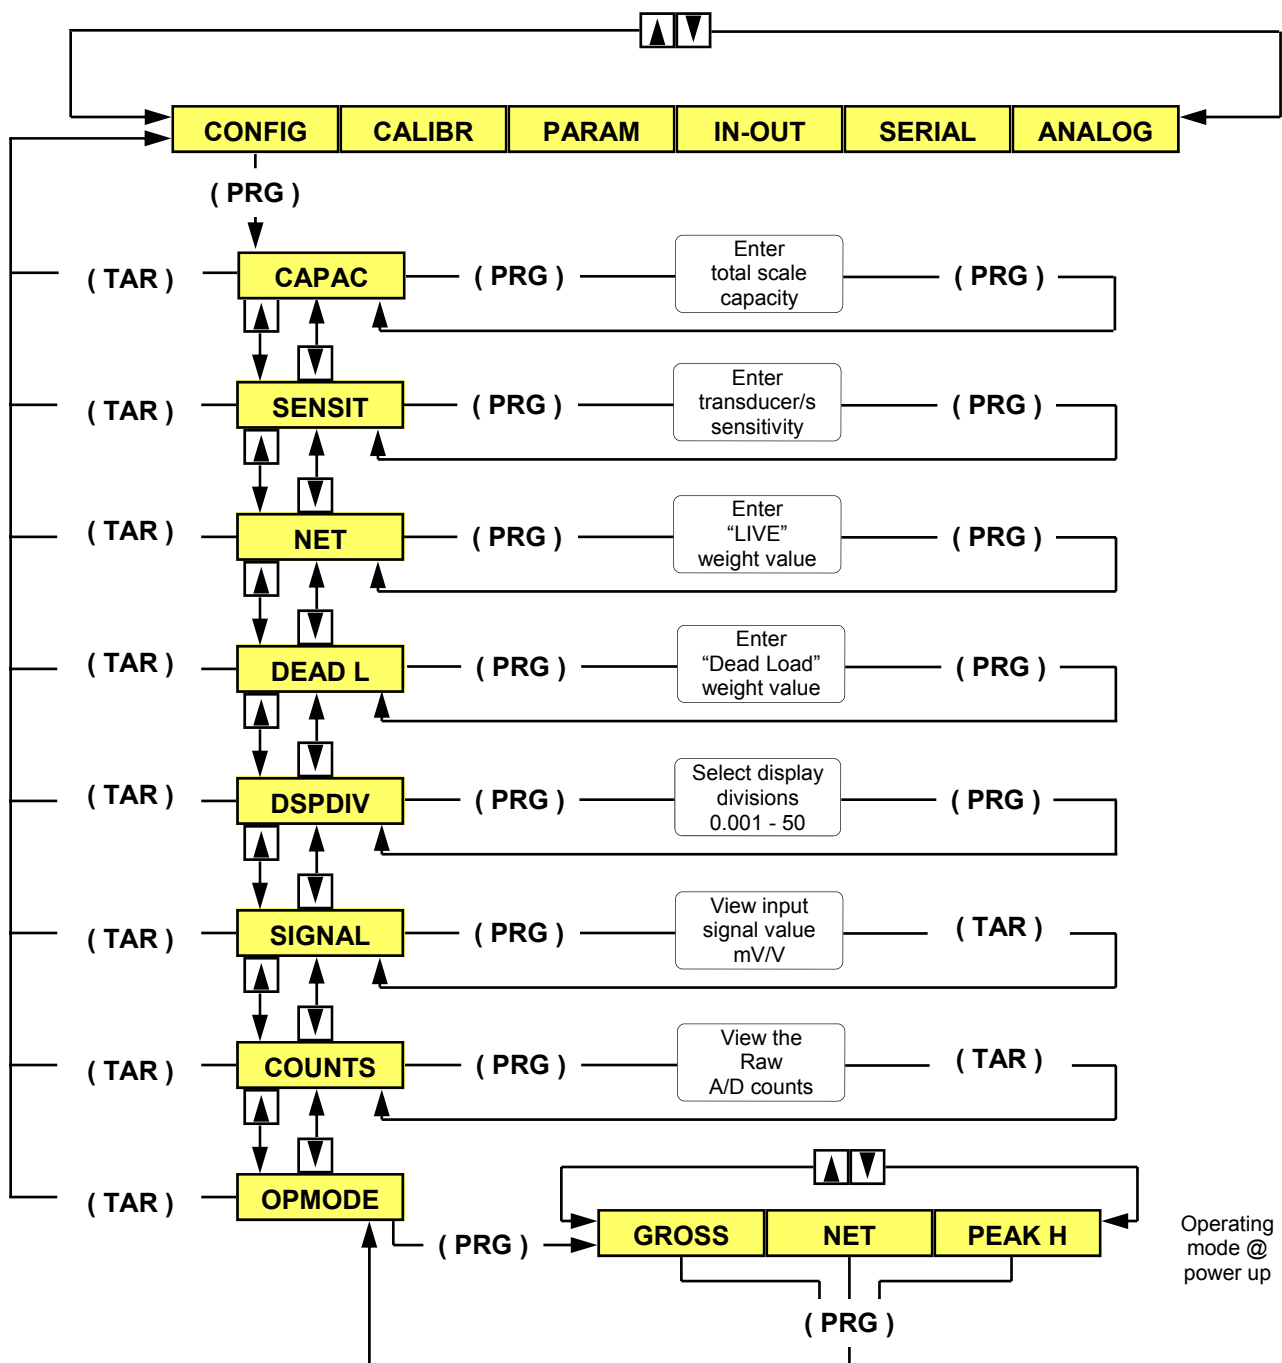 CONFIG CALIBR PARAM IN-OUT SERIAL ANALOG
( PRG )
( TAR ) CAPAC ( PRG ) Enter ( PRG )
total scale
capacity
( TAR ) SENSIT ( PRG ) Enter ( PRG )
transducer/s
sensitivity
( TAR ) NET ( PRG ) Enter ( PRG )
“LIVE”
weight value
( TAR ) DEAD L ( PRG ) Enter ( PRG )
“Dead Load”
weight value
( TAR ) DSPDIV ( PRG ) Select display ( PRG )
divisions
0.001 - 50
( TAR ) SIGNAL ( PRG ) View input ( TAR )
signal value
mV/V
( TAR ) COUNTS ( PRG ) View the ( TAR )
Raw
A/D counts
( TAR ) OPMODE ( PRG ) GROSS NET PEAK H
Operating
mode @
power up
( PRG )